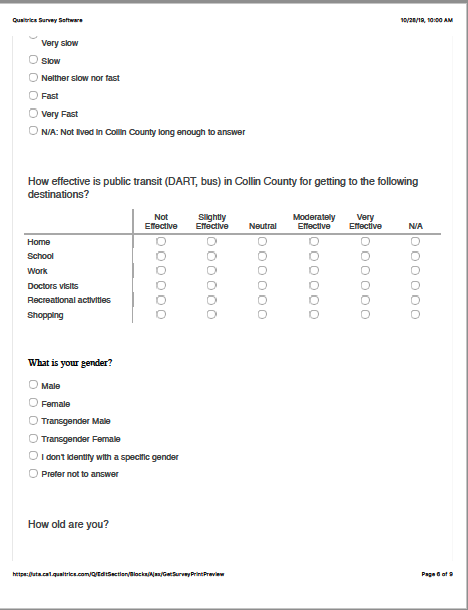 Qualtrics Survey Software
10/28/19, 10:00 AM
Very slow
Slow
Neither slow nor fast
Fast
Very Fast
N/A: Not lived in Collin County long enough to answer
How effective is public transit (DART, bus) in Collin County for getting to the following
destinations?
Not Slightly Moderately Very
Effective Effective Neutral Effective Effective N/A
Home
School
Work
Doctors visits
Recreational activities
Shopping
What is your gender?
Male
Female
Transgender Male
Transgender Female
I don't identify with a specific gender
Prefer not to answer
How old are you?
https://uta.ca1.qualtrics.com/Q/EditSection/Blocks/Ajax/GetSurveyPrintPreview
Page 6 of 9